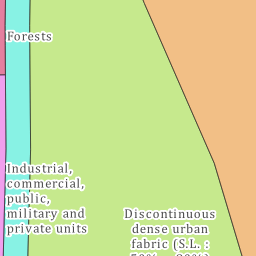 Forests
Industrial,
commercial,
public,
military and
private units
Discontinuous
dense urban
fabric (S.L. :